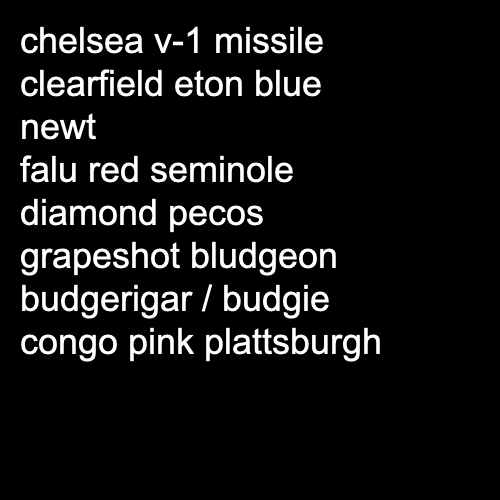 chelsea v-1 missile
clearfield eton blue
newt
falu red seminole
diamond pecos
grapeshot bludgeon
budgerigar / budgie
congo pink plattsburgh